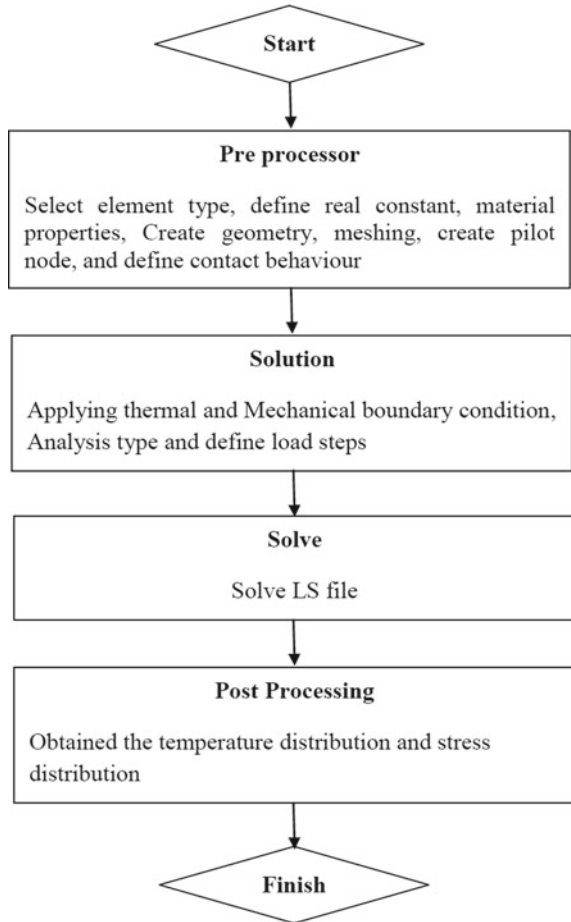 Start
Pre processor
Select element type, define real constant, material
properties, Create geometry, meshing, create pilot
node, and define contact behaviour
Solution
Applying thermal and Mechanical boundary condition,
Analysis type and define load steps
Solve
Solve LS file
Post Processing
Obtained the temperature distribution and stress
distribution
Finish